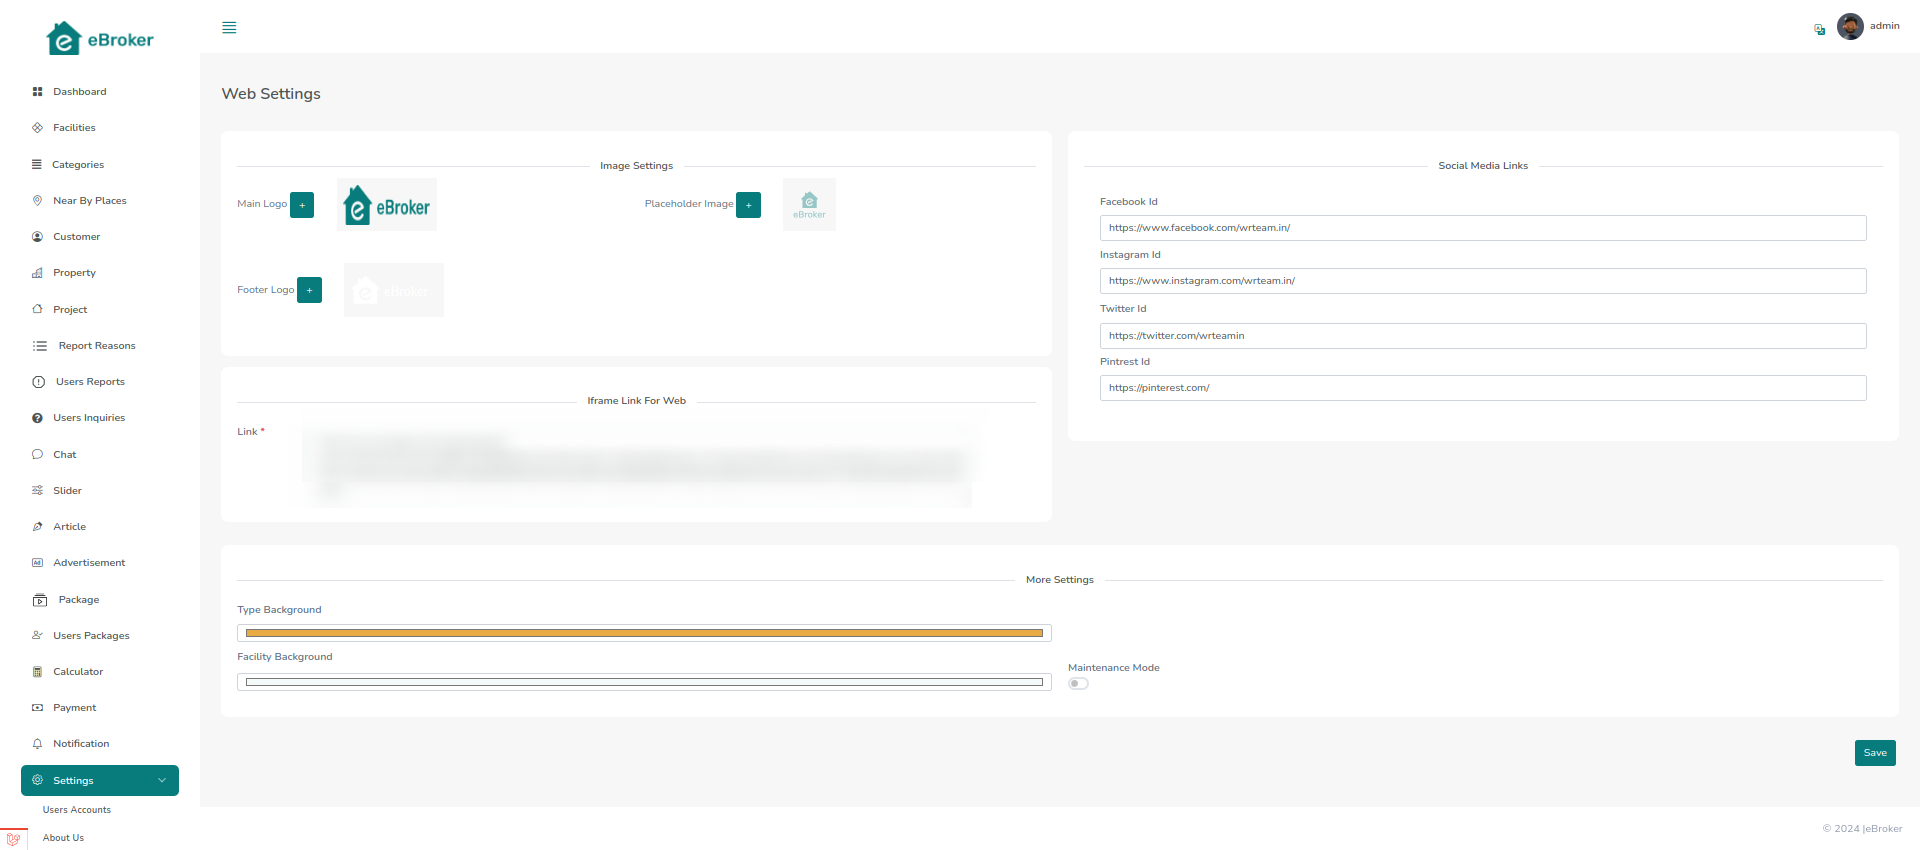 eBroker
admin
Dashboard
Facilities
Categories
Near By Places
Customer
Property
Project
Report Reasons
Users Reports
Users Inquiries
Chat
Slider
Article
Advertisement
Package
Users Packages
Calculator
Payment
Notification
Settings
Users Accounts
About Us
Web Settings
Image Settings
Main Logo +
eBroker
Placeholder Image +
eBroker
Footer Logo +
eBroker
Iframe Link For Web
Link *
Social Media Links
Facebook Id
https://www.facebook.com/wrteam.in/
Instagram Id
https://www.instagram.com/wrteam.in/
Twitter Id
https://twitter.com/wrteamin
Pintrest Id
https://pinterest.com/
More Settings
Type Background
Facility Background
Maintenance Mode
Save
© 2024 |eBroker